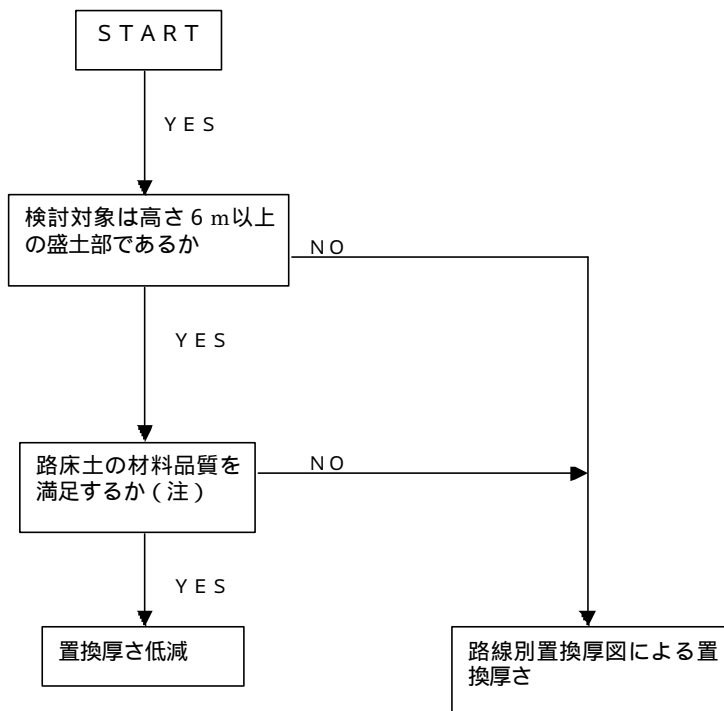 ＳＴＡＲＴ
ＹＥＳ
検討対象は高さ６ｍ以上
の盛土部であるか
ＮＯ
ＹＥＳ
路床土の材料品質を
満足するか（注）
ＮＯ
ＹＥＳ
置換厚さ低減
路線別置換厚図による置
換厚さ